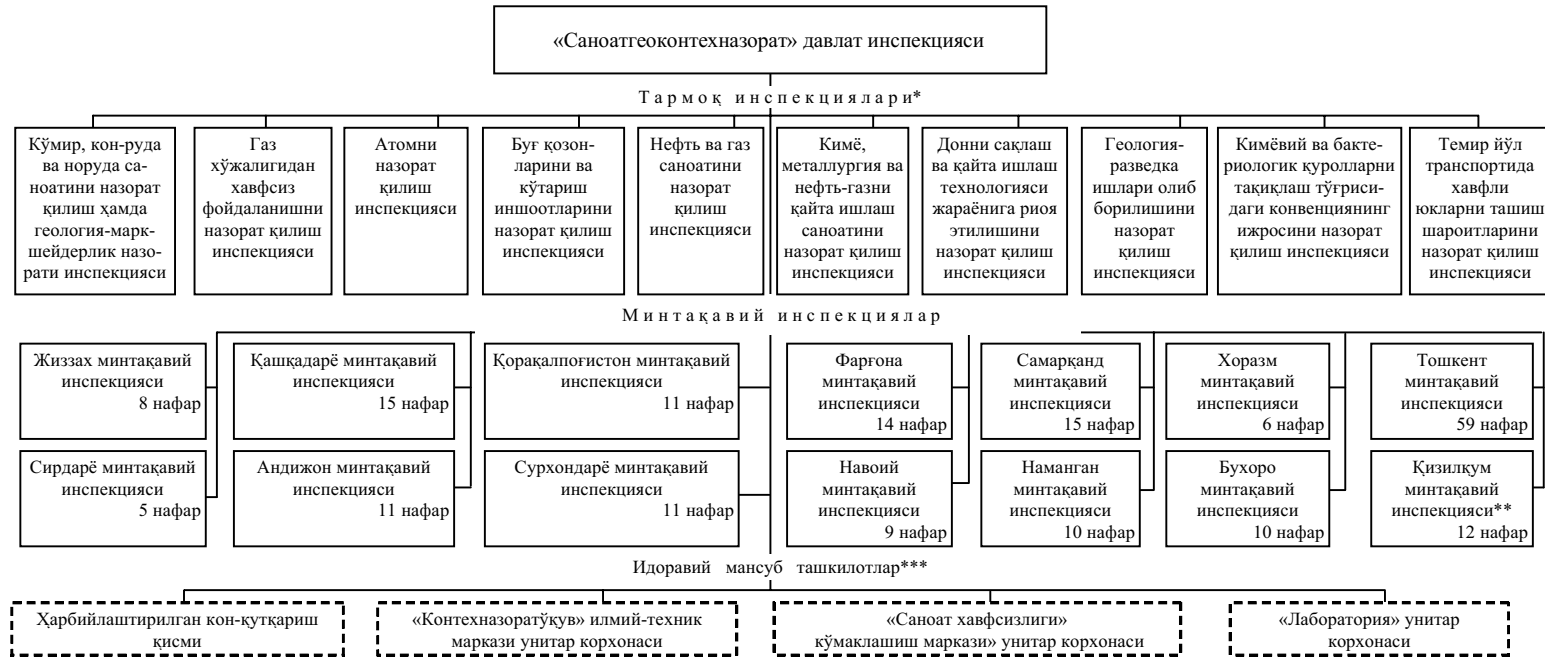 «Саноатгеоконтехназорат» давлат инспекцияси
Тармоқ инспекциялари*
Кўмир, кон-руда
ва норуда са-
ноатини назорат
қилиш ҳамда
геология-марк-
шейдерлик назо-
рати инспекцияси
Газ
хўжалигидан
хавфсиз
фойдаланишни
назорат қилиш
инспекцияси
Атомни
назорат
қилиш
инспекцияси
Буғ қозон-
ларини ва
кўтариш
иншоотларини
назорат қилиш
инспекцияси
Нефть ва газ
саноатини
назорат
қилиш
инспекцияси
Кимё,
металлургия ва
нефть-газни
қайта ишлаш
саноатини
назорат қилиш
инспекцияси
Донни сақлаш
ва қайта ишлаш
технологияси
жараёнига риоя
этилишини
назорат қилиш
инспекцияси
Геология-
разведка
ишлари олиб
борилишини
назорат
қилиш
инспекцияси
Кимёвий ва бакте-
риологик қуролларни
тақиқлаш тўғриси-
даги конвенциянинг
ижросини назорат
қилиш инспекцияси
Темир йўл
транспортида
хавфли
юкларни ташиш
шароитларини
назорат қилиш
инспекцияси
Минтақавий инспекциялар
Жиззах минтақавий
инспекцияси
8 нафар
Қашқадарё минтақавий
инспекцияси
15 нафар
Қорақалпоғистон минтақавий
инспекцияси
11 нафар
Фарғона
минтақавий
инспекцияси
14 нафар
Самарқанд
минтақавий
инспекцияси
15 нафар
Хоразм
минтақавий
инспекцияси
6 нафар
Тошкент
минтақавий
инспекцияси
59 нафар
Сирдарё минтақавий
инспекцияси
5 нафар
Андижон минтақавий
инспекцияси
11 нафар
Сурхондарё минтақавий
инспекцияси
11 нафар
Навоий
минтақавий
инспекцияси
9 нафар
Наманган
минтақавий
инспекцияси
10 нафар
Бухоро
минтақавий
инспекцияси
10 нафар
Қизилқум
минтақавий
инспекцияси**
12 нафар
Идоравий мансуб ташкилотлар***
Ҳарбийлаштирилган кон-қутқариш
қисми
«Контехназоратўқув» илмий-техник
маркази унитар корхонаси
«Саноат хавфсизлиги»
кўмаклашиш маркази» унитар корхонаси
«Лаборатория» унитар
корхонаси